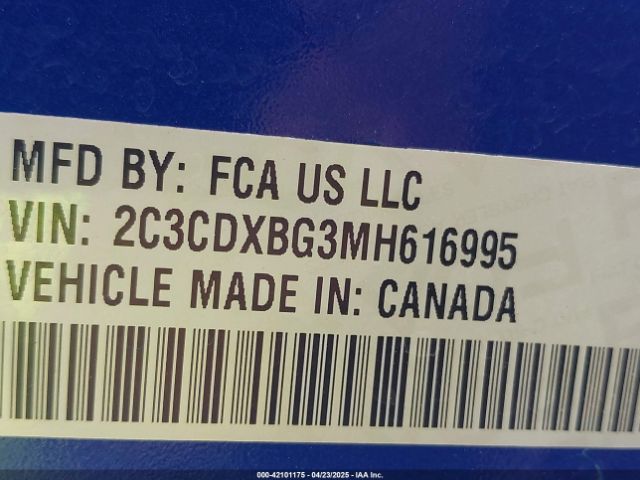 MFD BY: FCA US LLC
VIN: 2C3CDXBG3MH616995
VEHICLE MADE IN: CANADA
000-42101175 - 04/23/2025 - IAA Inc.